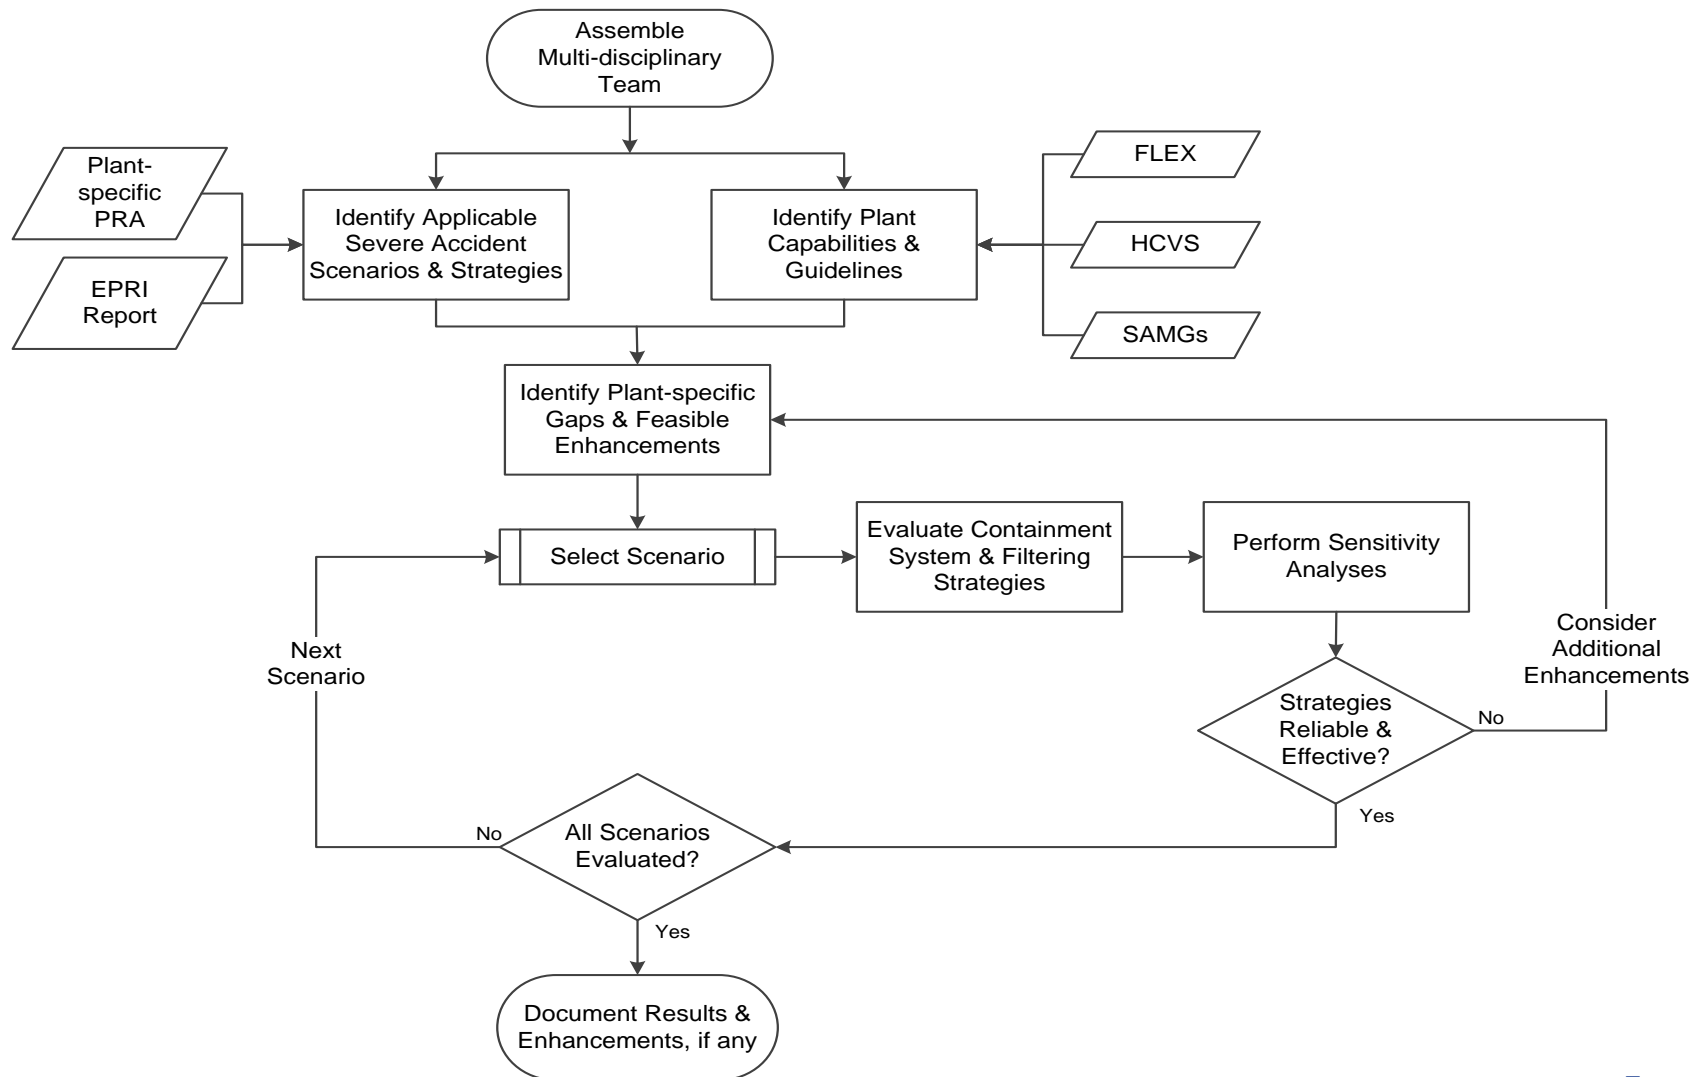 Assemble
Multi-disciplinary
Team
Plant-
specific
PRA
EPRI
Report
Identify Applicable
Severe Accident
Scenarios & Strategies
Identify Plant
Capabilities &
Guidelines
FLEX
HCVS
SAMGs
Identify Plant-specific
Gaps & Feasible
Enhancements
Select Scenario
Evaluate Containment
System & Filtering
Strategies
Perform Sensitivity
Analyses
Consider
Additional
Enhancements
Next
Scenario
Strategies
Reliable &
Effective?
No
Yes
All Scenarios
Evaluated?
No
Yes
Document Results &
Enhancements, if any